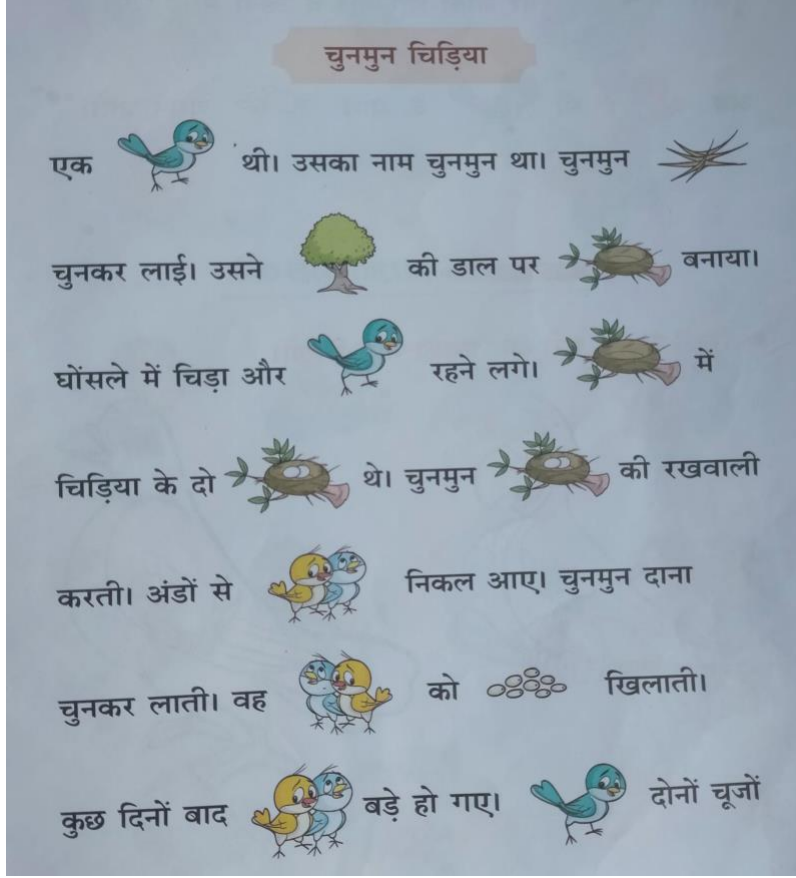 चुनमुन चिड़िया
एक थी। उसका नाम चुनमुन था। चुनमुन
चुनकर लाई। उसने की डाल पर बनाया।
घोंसले में चिड़ा और रहने लगे। में
चिड़िया के दो थे। चुनमुन की रखवाली
करती। अंडों से निकल आए। चुनमुन दाना
चुनकर लाती। वह को खिलाती।
कुछ दिनों बाद बड़े हो गए। दोनों चूजों